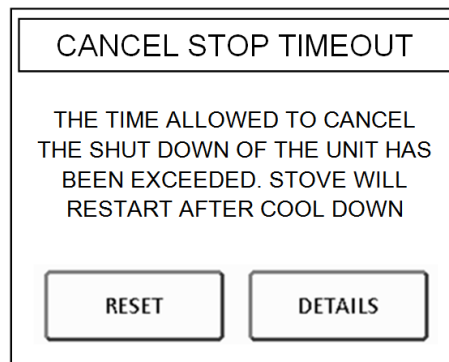 CANCEL STOP TIMEOUT
THE TIME ALLOWED TO CANCEL
THE SHUT DOWN OF THE UNIT HAS
BEEN EXCEEDED. STOVE WILL
RESTART AFTER COOL DOWN
RESET
DETAILS